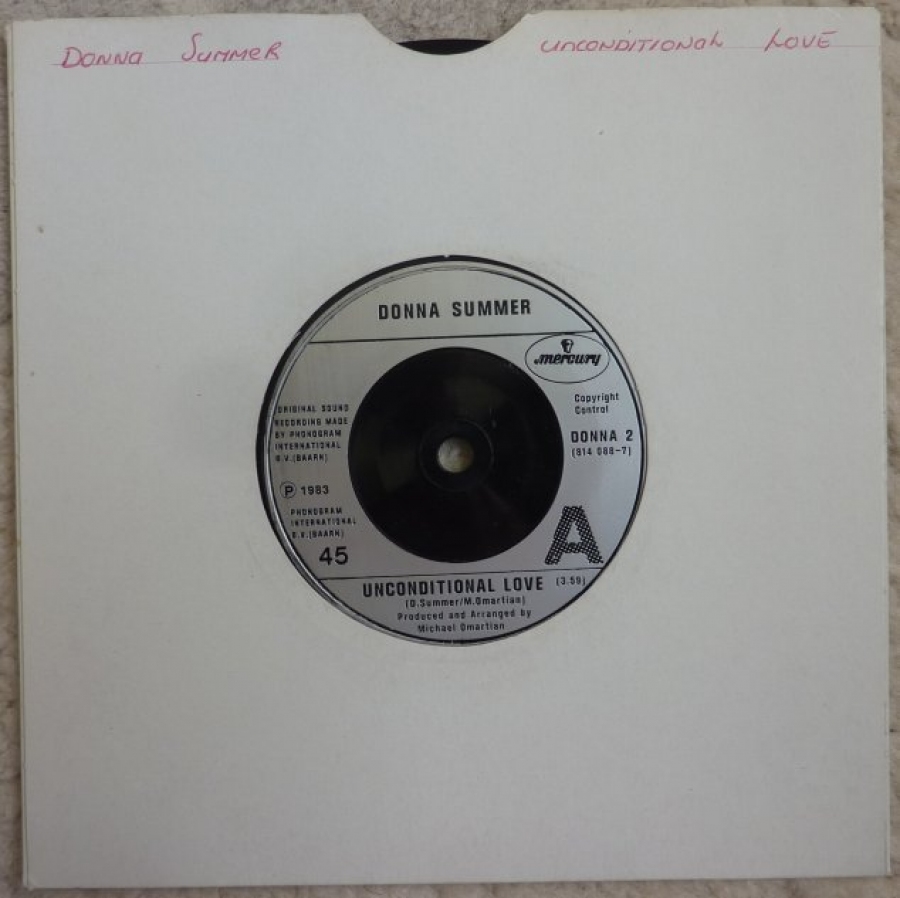 Donna Summer
Unconditional Love
DONNA SUMMER
mercury
Copyright
Control
DONNA 2
(814 088-7)
ORIGINAL SOUND
RECORDING MADE
BY PHONOGRAM
INTERNATIONAL
B.V.(BAARN)
Ⓟ 1983
PHONOGRAM
INTERNATIONAL
B.V.(BAARN)
45
A
UNCONDITIONAL LOVE (3.59)
(D.Summer/M.Omartian)
Produced and Arranged by
Michael Omartian